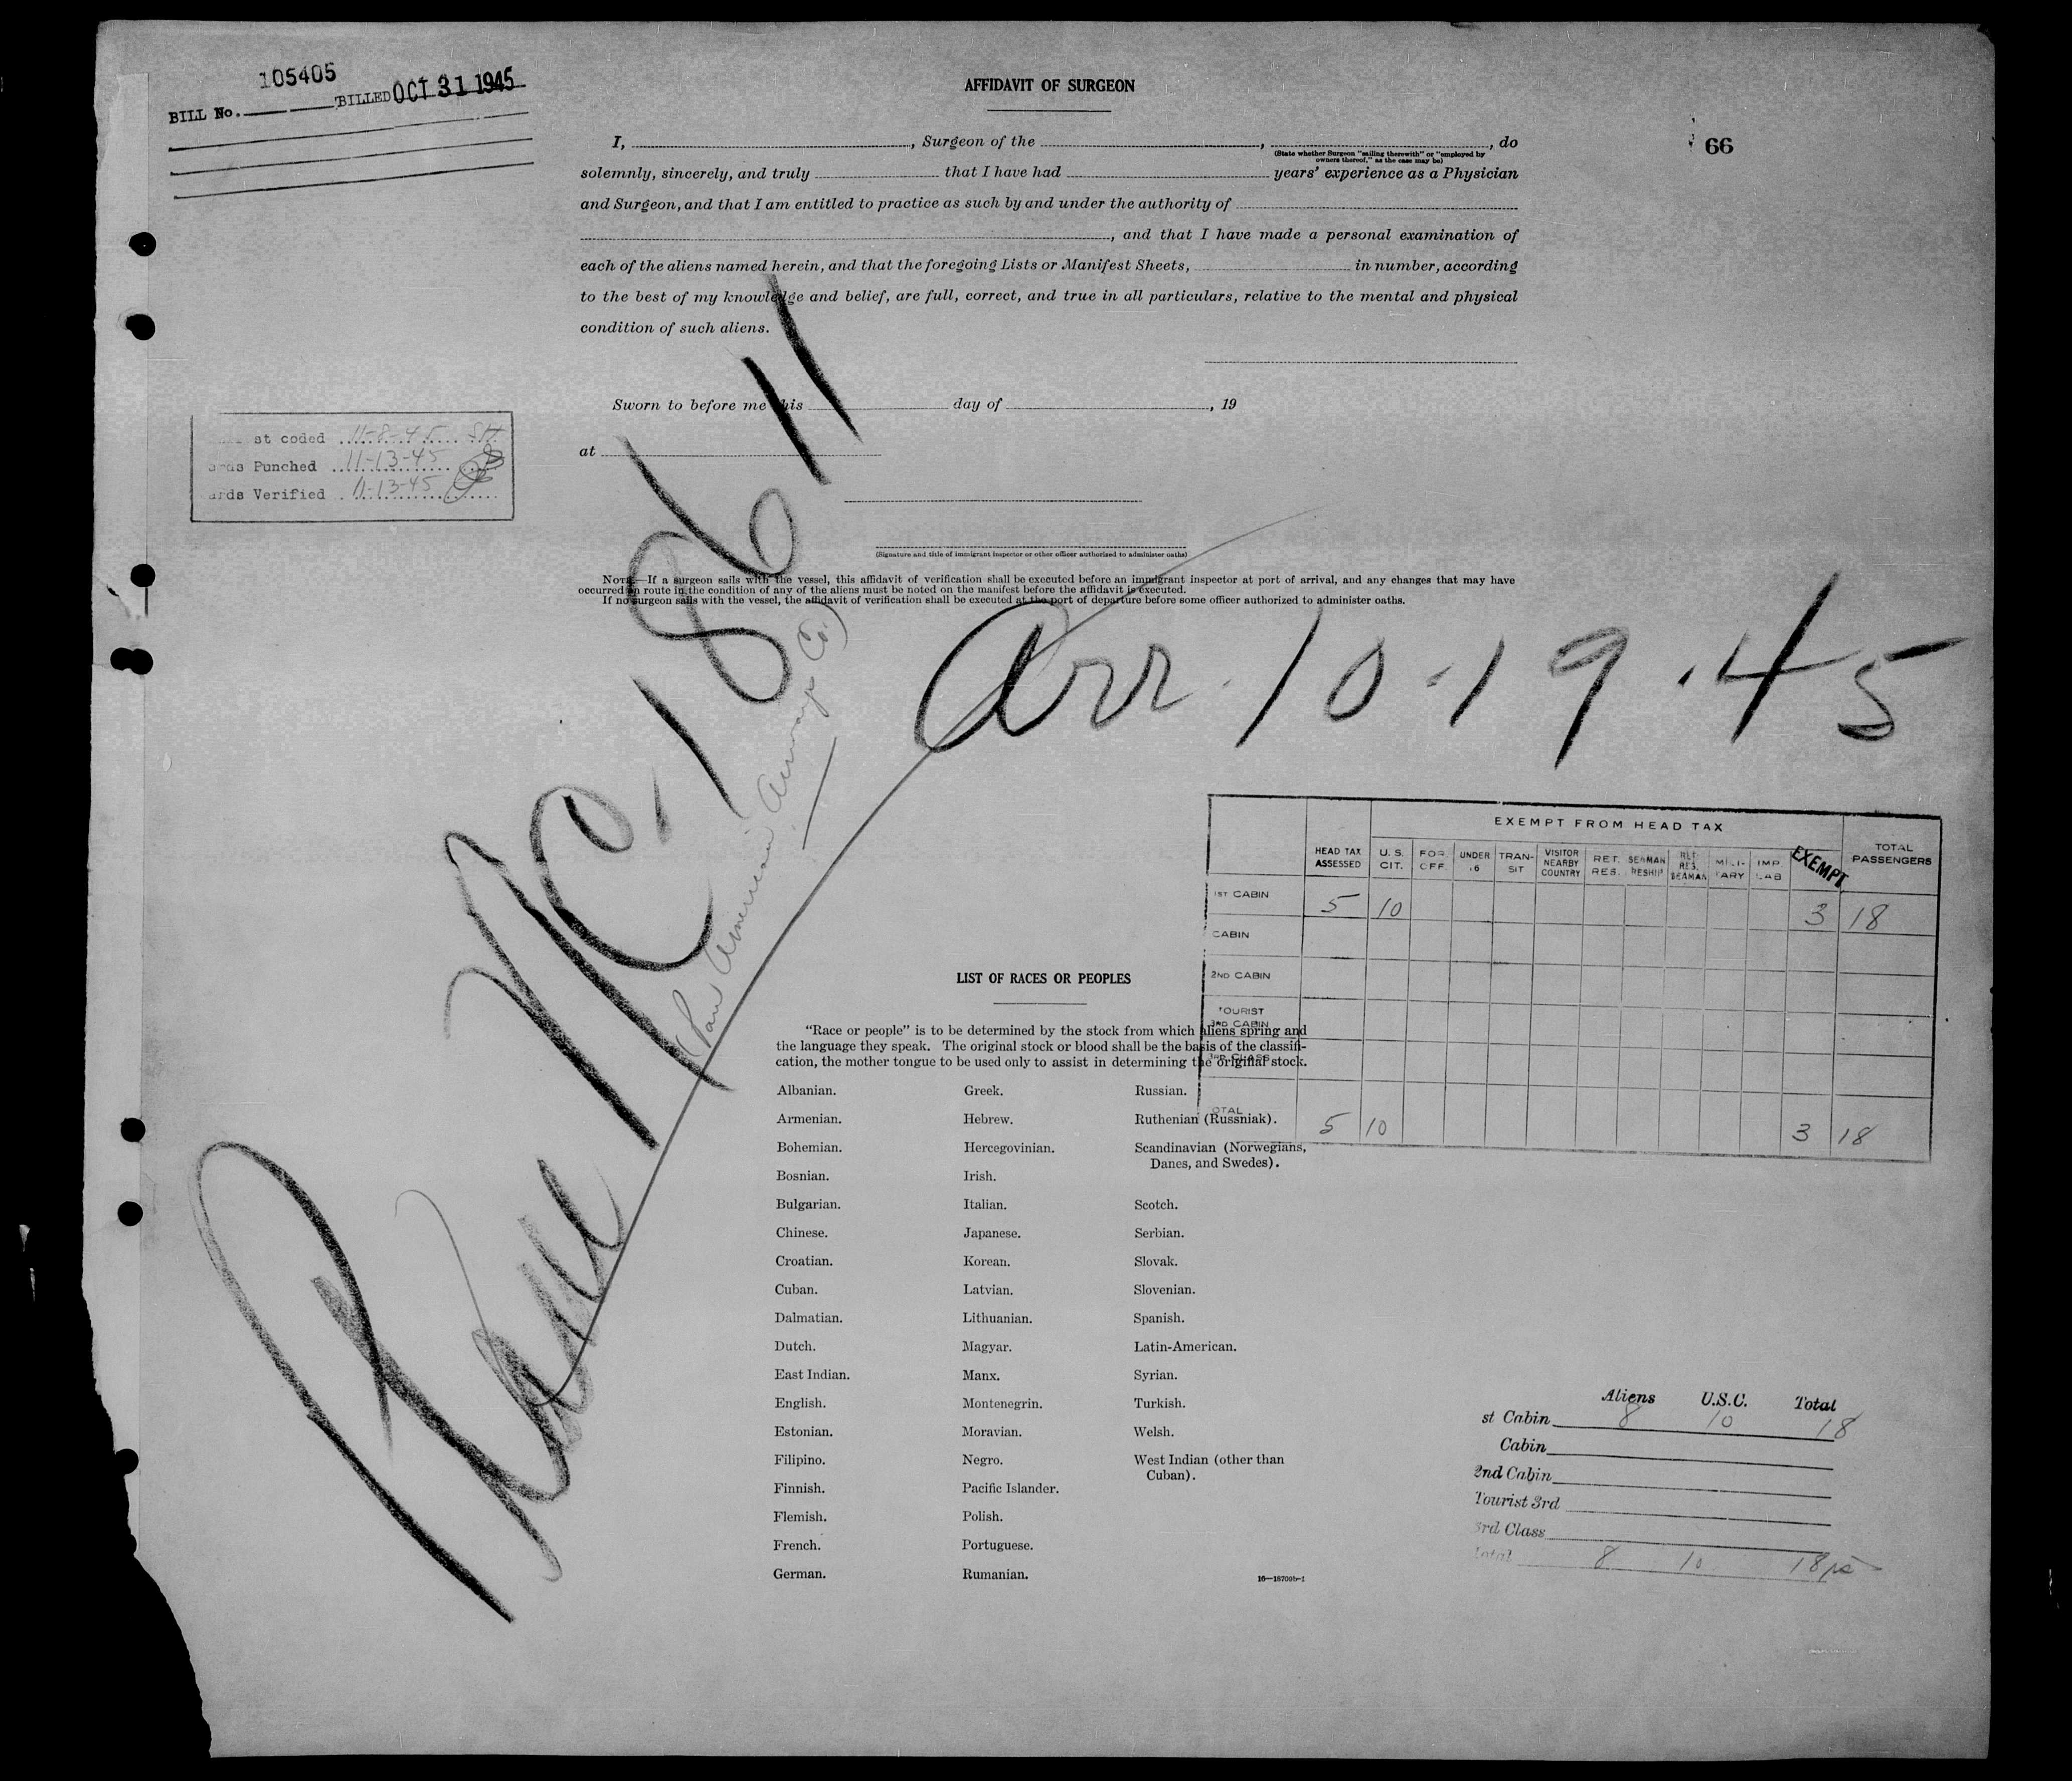 105405
BILL No. BILLED OCT 31 1945
AFFIDAVIT OF SURGEON
66
I, , Surgeon of the , , do
(State whether Surgeon "sailing therewith" or "employed by
owners thereof," as the case may be)
solemnly, sincerely, and truly that I have had years' experience as a Physician
and Surgeon, and that I am entitled to practice as such by and under the authority of
, and that I have made a personal examination of
each of the aliens named herein, and that the foregoing Lists or Manifest Sheets, in number, according
to the best of my knowledge and belief, are full, correct, and true in all particulars, relative to the mental and physical
condition of such aliens.
Sworn to before me this day of , 19
at
st coded 11-8-45 SH
ards Punched 11-13-45
ards Verified 11-13-45
(Signature and title of immigrant inspector or other officer authorized to administer oaths)
NOTE.—If a surgeon sails with the vessel, this affidavit of verification shall be executed before an immigrant inspector at port of arrival, and any changes that may have
occurred en route in the condition of any of the aliens must be noted on the manifest before the affidavit is executed.
If no surgeon sails with the vessel, the affidavit of verification shall be executed at the port of departure before some officer authorized to administer oaths.
Plane NC. 18611
(Pan American Airways Co.)
Arr. 10-19-45
EXEMPT FROM HEAD TAX
HEAD TAX ASSESSED U. S. CIT. FOR. OFF. UNDER 16 TRAN-SIT VISITOR NEARBY COUNTRY RET. RES. SEAMAN RESHIP RET. RES. SEAMAN MILI-TARY IMP LAB EXEMPT TOTAL PASSENGERS
1ST CABIN 5 10 3 18
CABIN
2ND CABIN
TOURIST
3RD CABIN
3RD CLASS
OTAL 5 10 3 18
LIST OF RACES OR PEOPLES
"Race or people" is to be determined by the stock from which aliens spring and
the language they speak. The original stock or blood shall be the basis of the classifi-
cation, the mother tongue to be used only to assist in determining the original stock.
Albanian. Greek. Russian.
Armenian. Hebrew. Ruthenian (Russniak).
Bohemian. Hercegovinian. Scandinavian (Norwegians,
Danes, and Swedes).
Bosnian. Irish.
Bulgarian. Italian. Scotch.
Chinese. Japanese. Serbian.
Croatian. Korean. Slovak.
Cuban. Latvian. Slovenian.
Dalmatian. Lithuanian. Spanish.
Dutch. Magyar. Latin-American.
East Indian. Manx. Syrian.
English. Montenegrin. Turkish.
Estonian. Moravian. Welsh.
Filipino. Negro. West Indian (other than
Cuban).
Finnish. Pacific Islander.
Flemish. Polish.
French. Portuguese.
German. Rumanian.
16—18700b-1
Aliens U.S.C. Total
st Cabin 8 10 18
Cabin
2nd Cabin
Tourist 3rd
3rd Class
Total 8 10 18